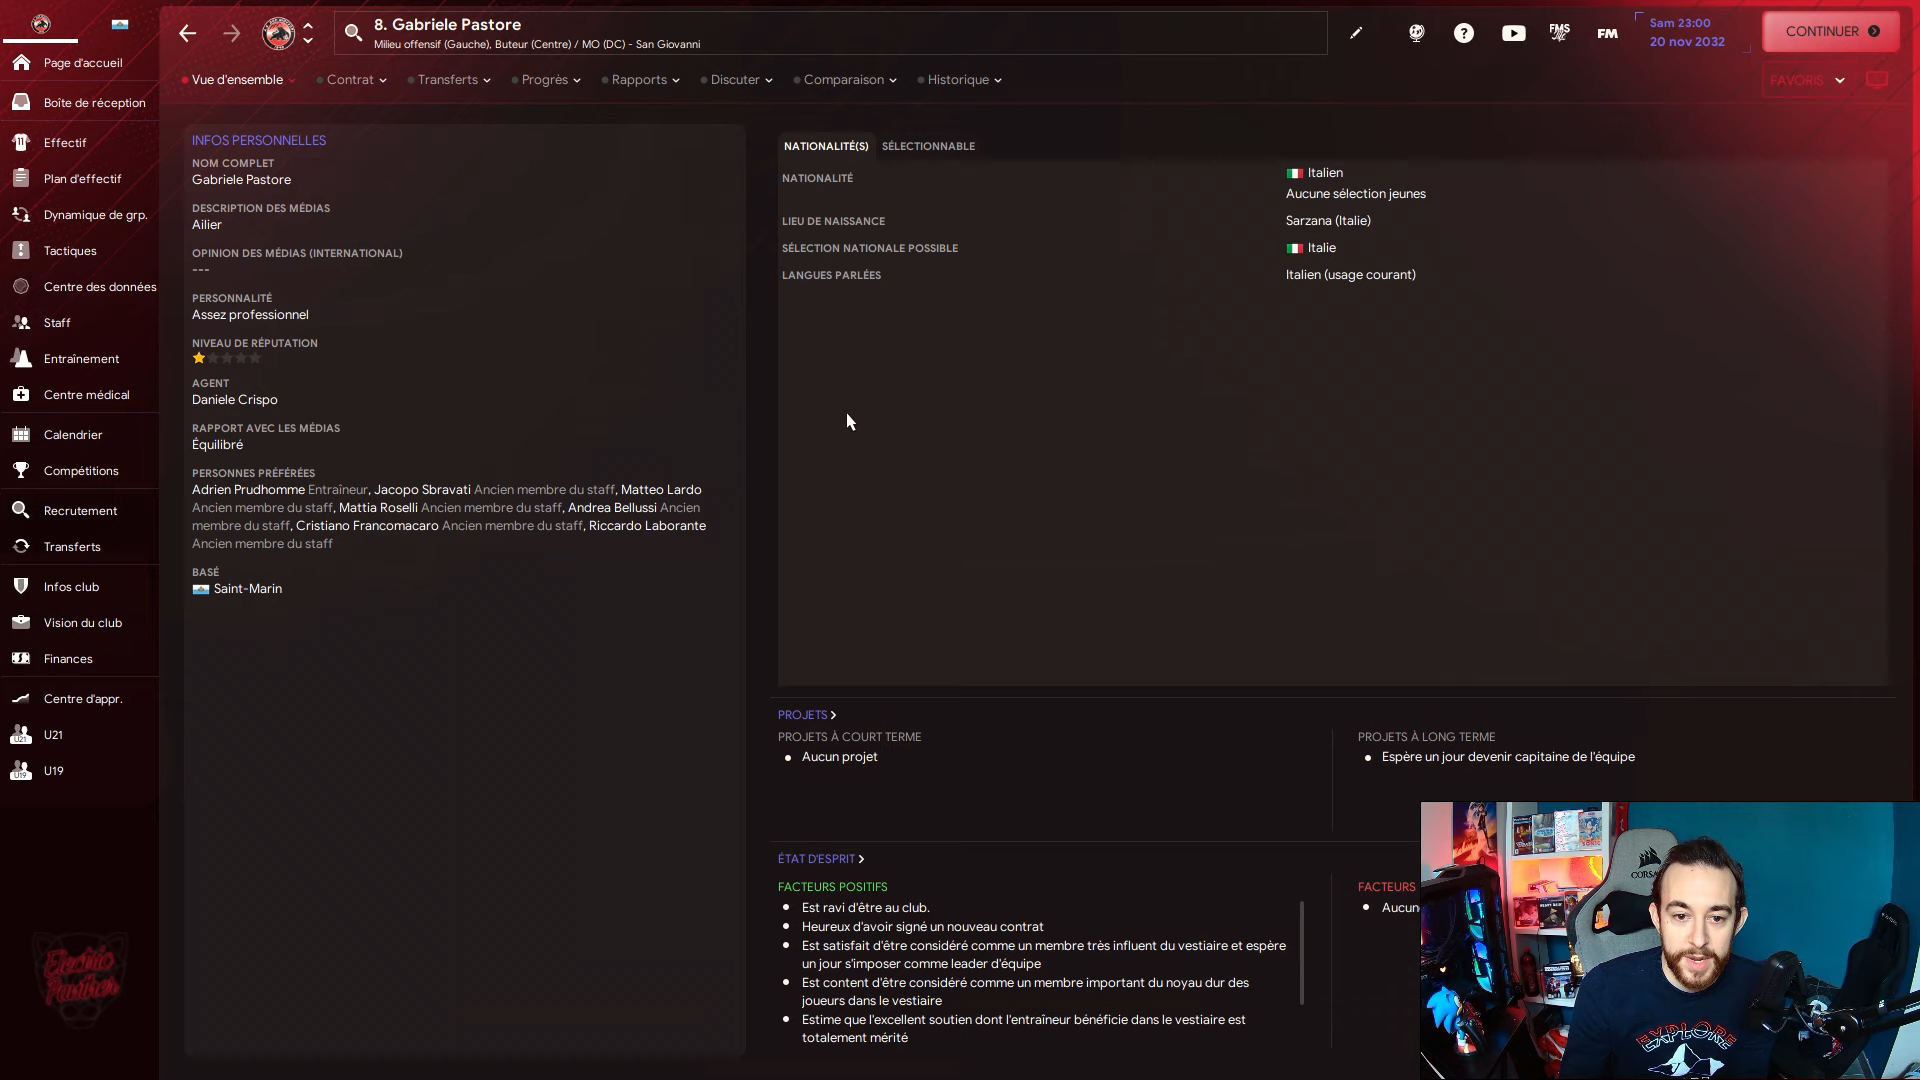 8. Gabriele Pastore
Milieu offensif (Gauche), Buteur (Centre) / MO (DC) - San Giovanni
FMS
FM
Sam 23:00
20 nov 2032
CONTINUER
Vue d'ensemble
Contrat
Transferts
Progrès
Rapports
Discuter
Comparaison
Historique
FAVORIS
Page d'accueil
Boîte de réception
Effectif
Plan d'effectif
Dynamique de grp.
Tactiques
Centre des données
Staff
Entraînement
Centre médical
Calendrier
Compétitions
Recrutement
Transferts
Infos club
Vision du club
Finances
Centre d'appr.
U21
U19
Electric
Panther
INFOS PERSONNELLES
NOM COMPLET
Gabriele Pastore
DESCRIPTION DES MÉDIAS
Ailier
OPINION DES MÉDIAS (INTERNATIONAL)
---
PERSONNALITÉ
Assez professionnel
NIVEAU DE RÉPUTATION
AGENT
Daniele Crispo
RAPPORT AVEC LES MÉDIAS
Équilibré
PERSONNES PRÉFÉRÉES
Adrien Prudhomme Entraîneur, Jacopo Sbravati Ancien membre du staff, Matteo Lardo
Ancien membre du staff, Mattia Roselli Ancien membre du staff, Andrea Bellussi Ancien
membre du staff, Cristiano Francomacaro Ancien membre du staff, Riccardo Laborante
Ancien membre du staff
BASÉ
Saint-Marin
NATIONALITÉ(S)
SÉLECTIONNABLE
NATIONALITÉ
Italien
Aucune sélection jeunes
LIEU DE NAISSANCE
Sarzana (Italie)
SÉLECTION NATIONALE POSSIBLE
Italie
LANGUES PARLÉES
Italien (usage courant)
PROJETS
PROJETS À COURT TERME
Aucun projet
PROJETS À LONG TERME
Espère un jour devenir capitaine de l'équipe
ÉTAT D'ESPRIT
FACTEURS POSITIFS
Est ravi d'être au club.
Heureux d'avoir signé un nouveau contrat
Est satisfait d'être considéré comme un membre très influent du vestiaire et espère
un jour s'imposer comme leader d'équipe
Est content d'être considéré comme un membre important du noyau dur des
joueurs dans le vestiaire
Estime que l'excellent soutien dont l'entraîneur bénéficie dans le vestiaire est
totalement mérité
FACTEURS
Aucun
EXPLORE